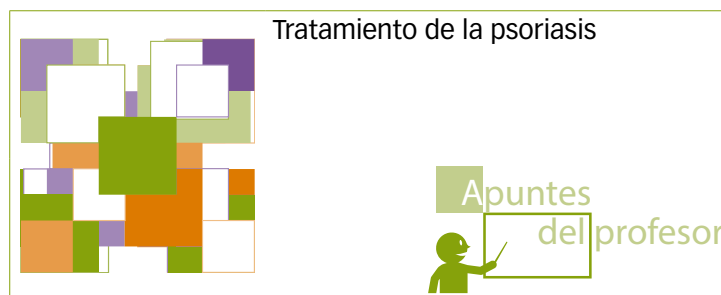 Tratamiento de la psoriasis
Apuntes
del profesor